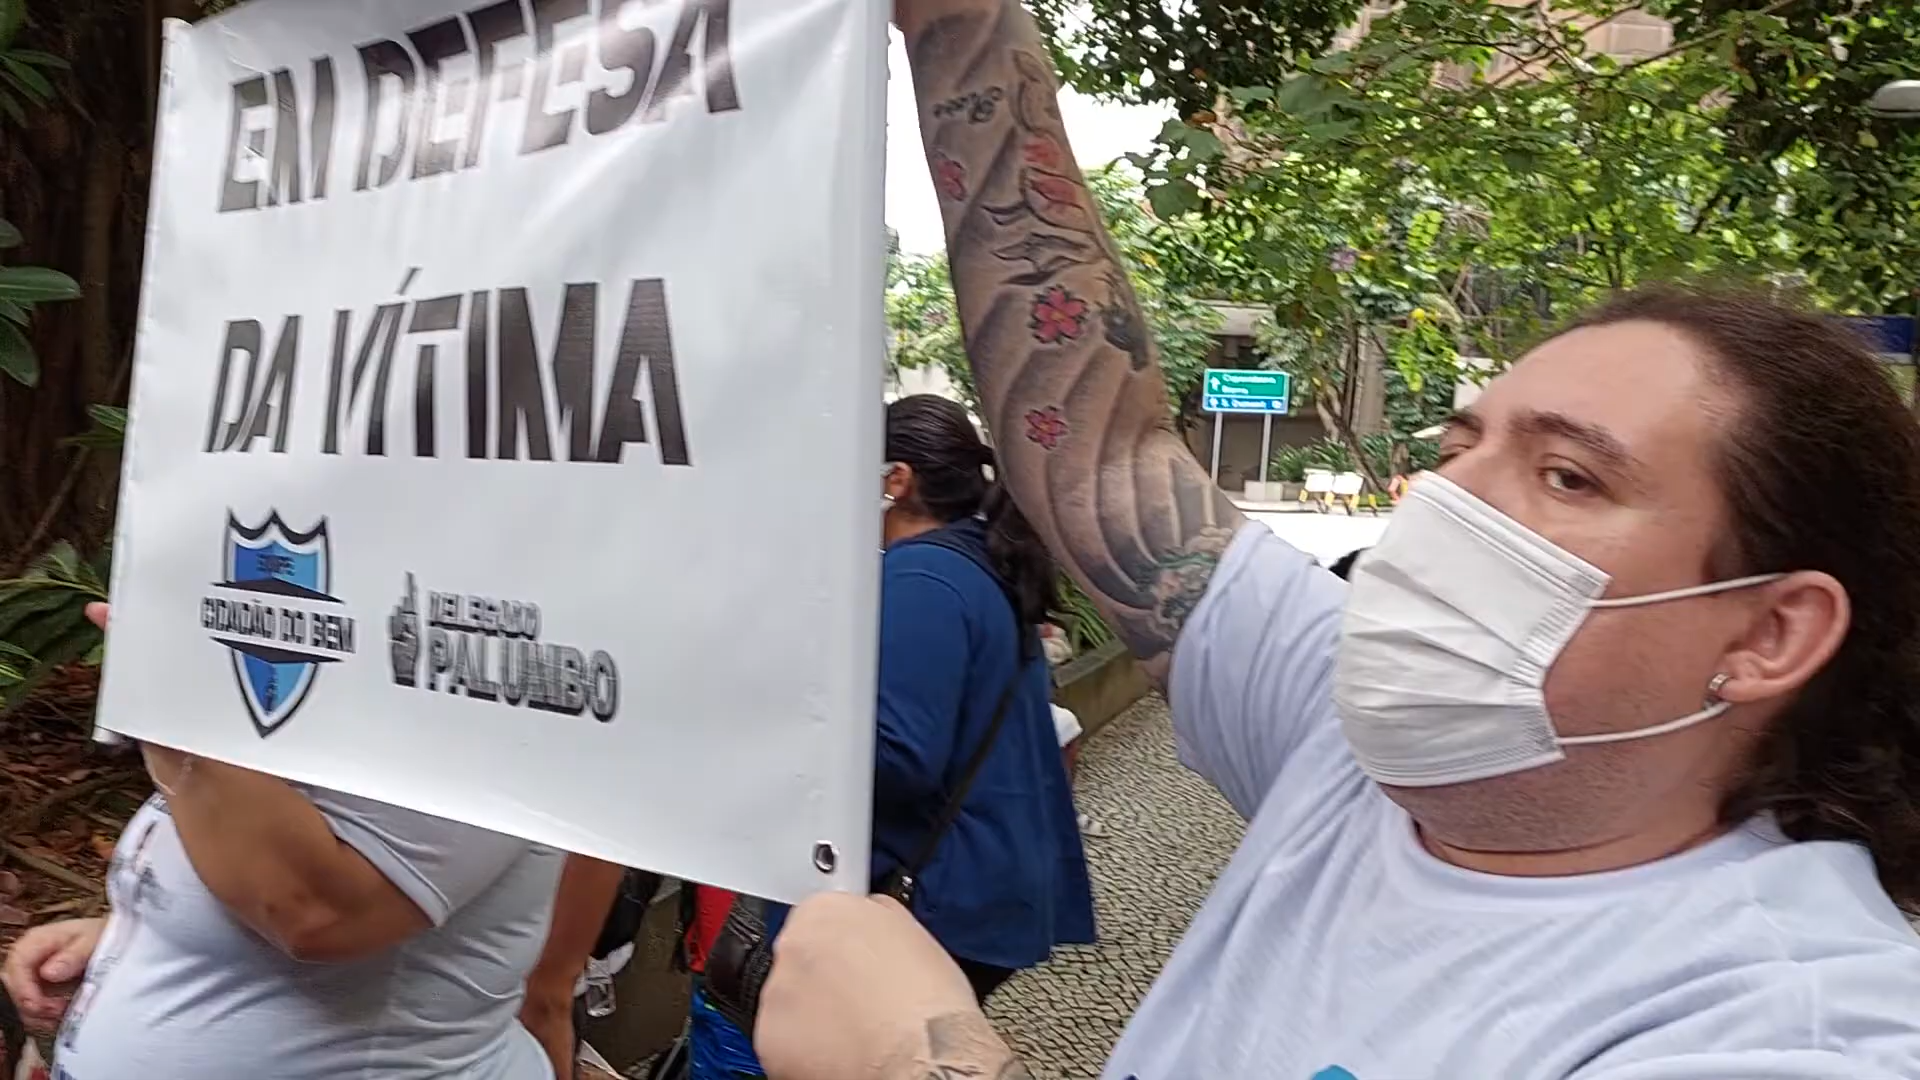 EM DEFESA
DA VÍTIMA
CIDADÃO DO BEM
DELEGADO
PALUMBO